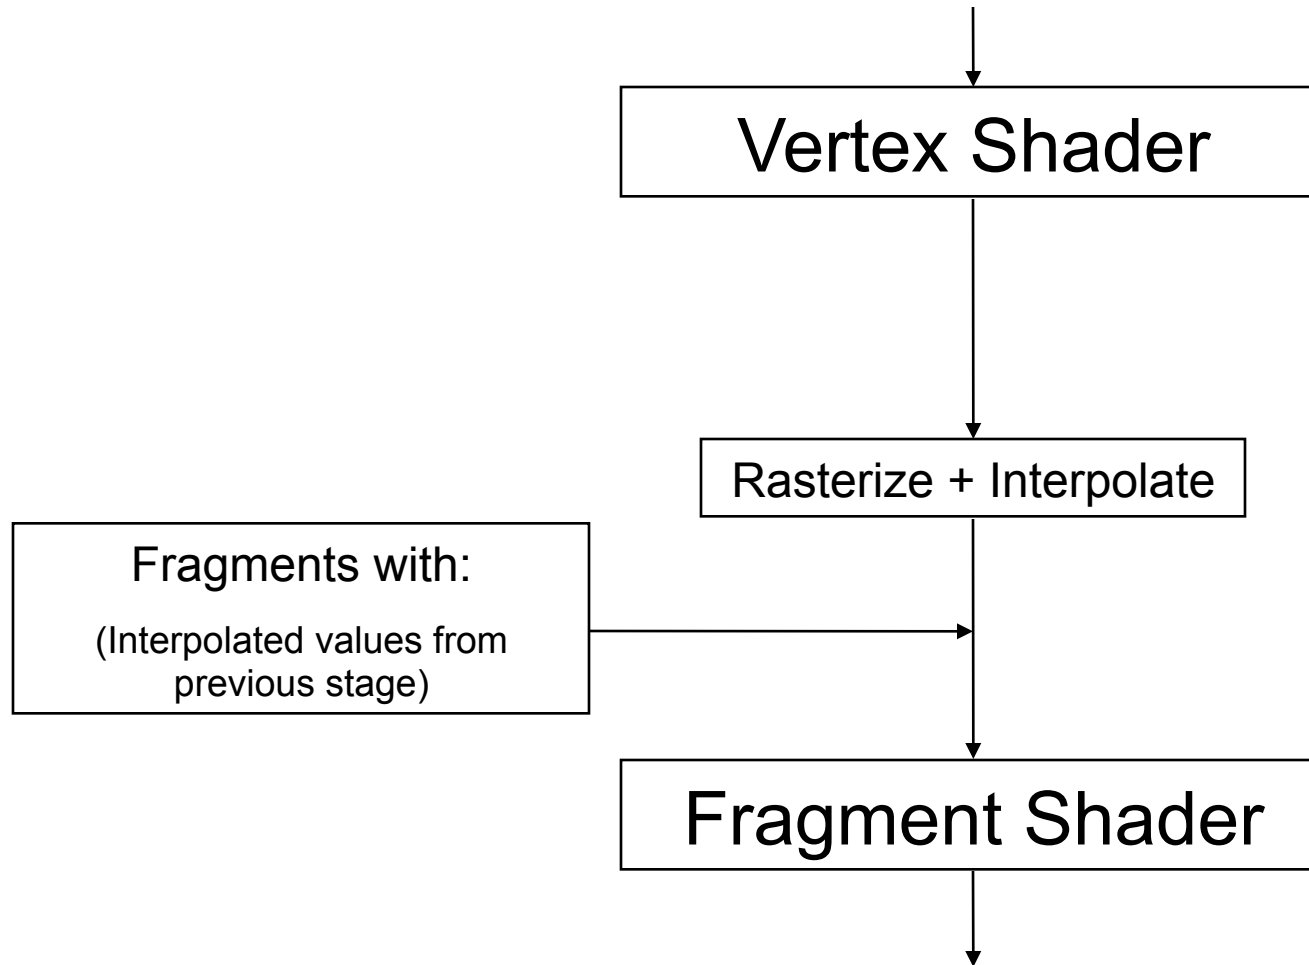 Vertex Shader
Rasterize + Interpolate
Fragments with:
(Interpolated values from
previous stage)
Fragment Shader